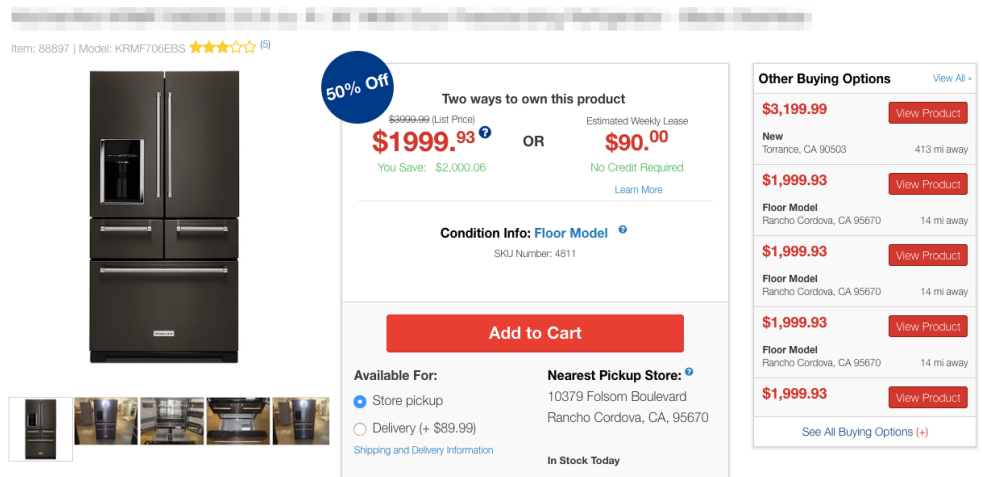 Item: 88897 | Model: KRMF706EBS (5)
50% Off
Two ways to own this product
$3999.99 (List Price)
$1999.93 ?
You Save: $2,000.06
OR
Estimated Weekly Lease
$90.00
No Credit Required
Learn More
Condition Info: Floor Model ?
SKU Number: 4811
Add to Cart
Available For:
Store pickup
Delivery (+ $89.99)
Shipping and Delivery Information
Nearest Pickup Store: ?
10379 Folsom Boulevard
Rancho Cordova, CA, 95670
In Stock Today
Other Buying Options View All »
$3,199.99 View Product
New
Torrance, CA 90503 413 mi away
$1,999.93 View Product
Floor Model
Rancho Cordova, CA 95670 14 mi away
$1,999.93 View Product
Floor Model
Rancho Cordova, CA 95670 14 mi away
$1,999.93 View Product
Floor Model
Rancho Cordova, CA 95670 14 mi away
$1,999.93 View Product
See All Buying Options (+)